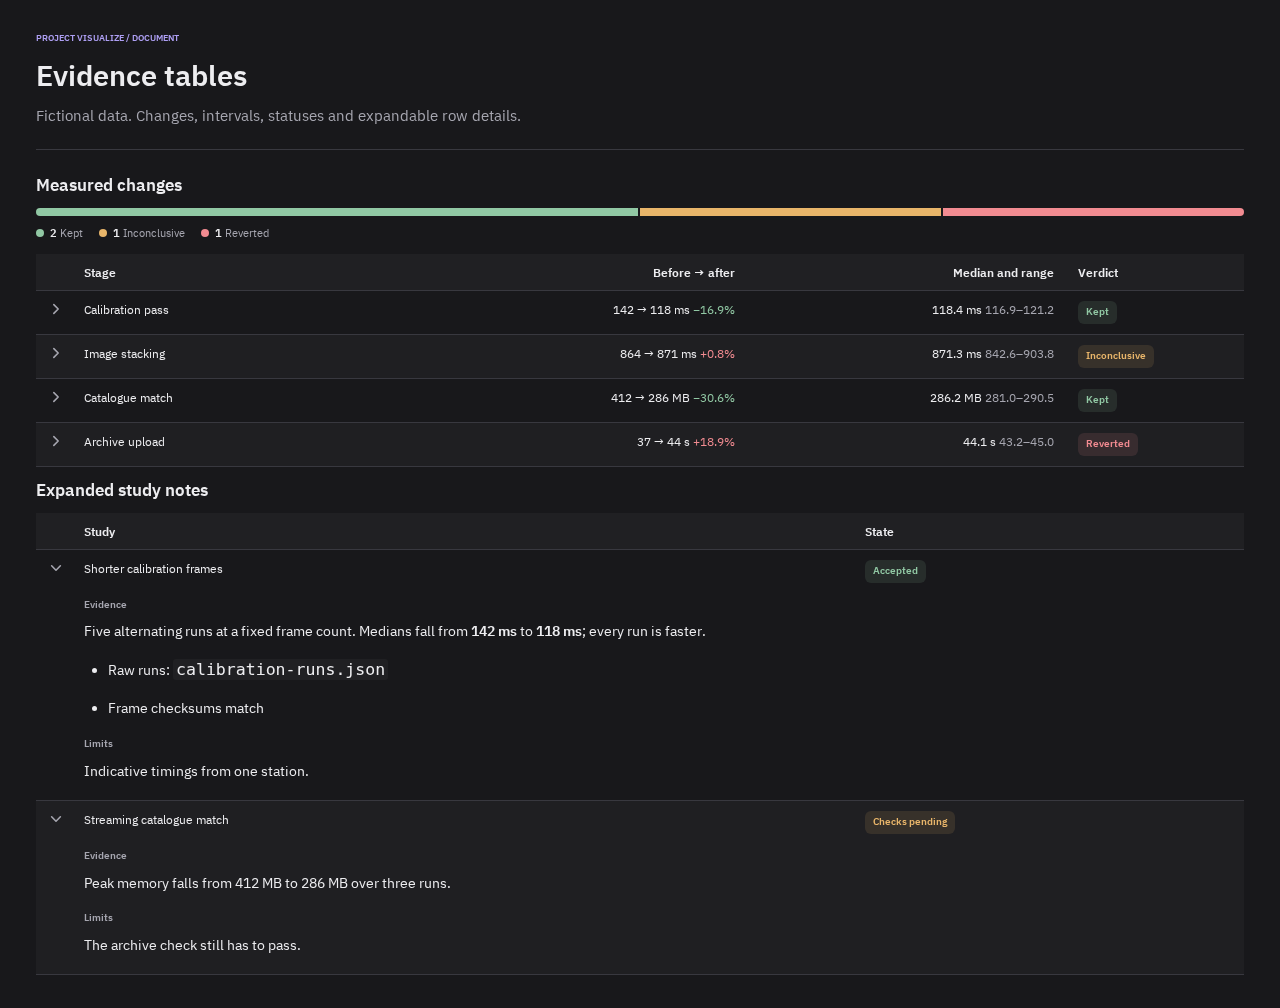 PROJECT VISUALIZE / DOCUMENT
Evidence tables
Fictional data. Changes, intervals, statuses and expandable row details.
Measured changes
2 Kept 1 Inconclusive 1 Reverted
Stage Before → after Median and range Verdict
Calibration pass 142 → 118 ms −16.9% 118.4 ms 116.9–121.2 Kept
Image stacking 864 → 871 ms +0.8% 871.3 ms 842.6–903.8 Inconclusive
Catalogue match 412 → 286 MB −30.6% 286.2 MB 281.0–290.5 Kept
Archive upload 37 → 44 s +18.9% 44.1 s 43.2–45.0 Reverted
Expanded study notes
Study State
Shorter calibration frames Accepted
Evidence
Five alternating runs at a fixed frame count. Medians fall from 142 ms to 118 ms; every run is faster.
• Raw runs: calibration-runs.json
• Frame checksums match
Limits
Indicative timings from one station.
Streaming catalogue match Checks pending
Evidence
Peak memory falls from 412 MB to 286 MB over three runs.
Limits
The archive check still has to pass.